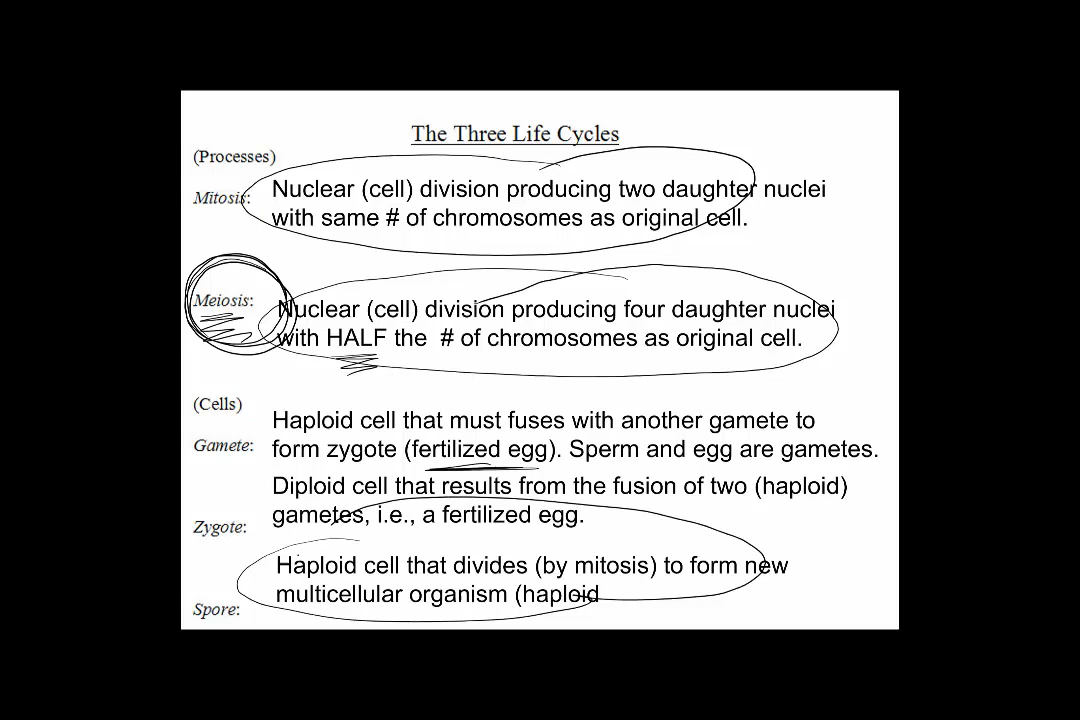 The Three Life Cycles
(Processes)
Mitosis:
Nuclear (cell) division producing two daughter nuclei
with same # of chromosomes as original cell.
Meiosis:
Nuclear (cell) division producing four daughter nuclei
with HALF the # of chromosomes as original cell.
(Cells)
Gamete:
Haploid cell that must fuses with another gamete to
form zygote (fertilized egg). Sperm and egg are gametes.
Zygote:
Diploid cell that results from the fusion of two (haploid)
gametes, i.e., a fertilized egg.
Spore:
Haploid cell that divides (by mitosis) to form new
multicellular organism (haploid